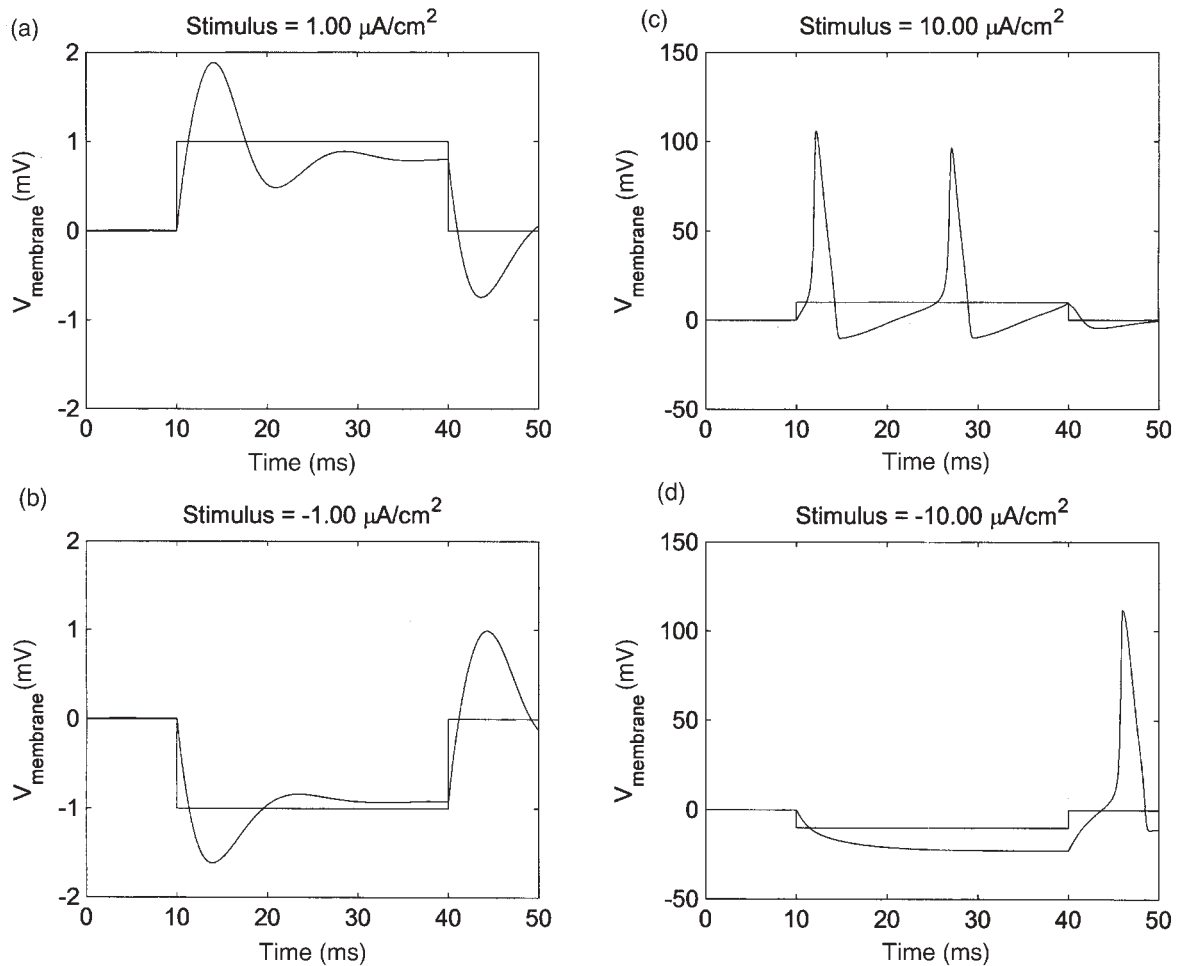 (a)
Stimulus = 1.00 μA/cm²
2
1
0
-1
-2
V_membrane (mV)
0 10 20 30 40 50
Time (ms)
(b)
Stimulus = -1.00 μA/cm²
2
1
0
-1
-2
V_membrane (mV)
0 10 20 30 40 50
Time (ms)
(c)
Stimulus = 10.00 μA/cm²
150
100
50
0
-50
V_membrane (mV)
0 10 20 30 40 50
Time (ms)
(d)
Stimulus = -10.00 μA/cm²
150
100
50
0
-50
V_membrane (mV)
0 10 20 30 40 50
Time (ms)